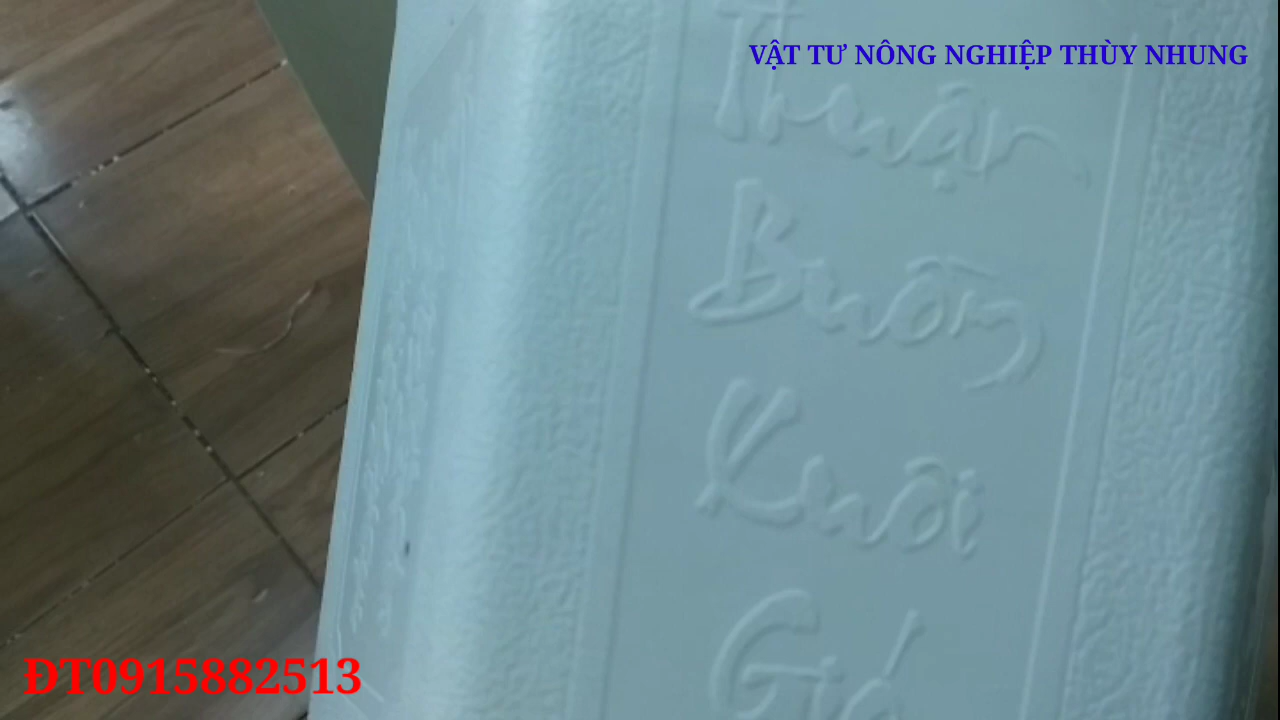 VẬT TƯ NÔNG NGHIỆP THÙY NHUNG
Thuận
Buồm
Xuôi
Gió
ĐT0915882513